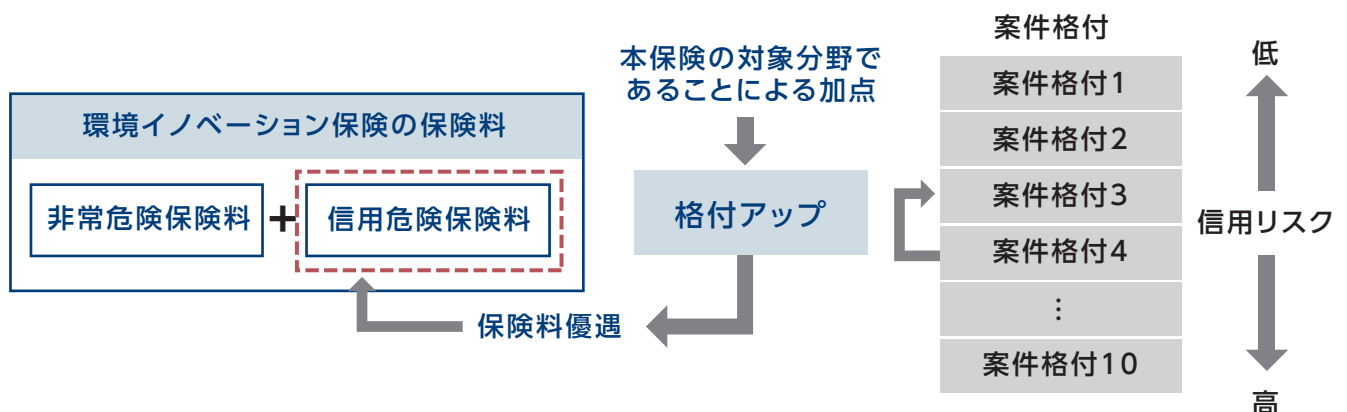 環境イノベーション保険の保険料
非常危険保険料
+
信用危険保険料
保険料優遇
本保険の対象分野で
あることによる加点
格付アップ
案件格付
案件格付1
案件格付2
案件格付3
案件格付4
⋮
案件格付10
低
信用リスク
高